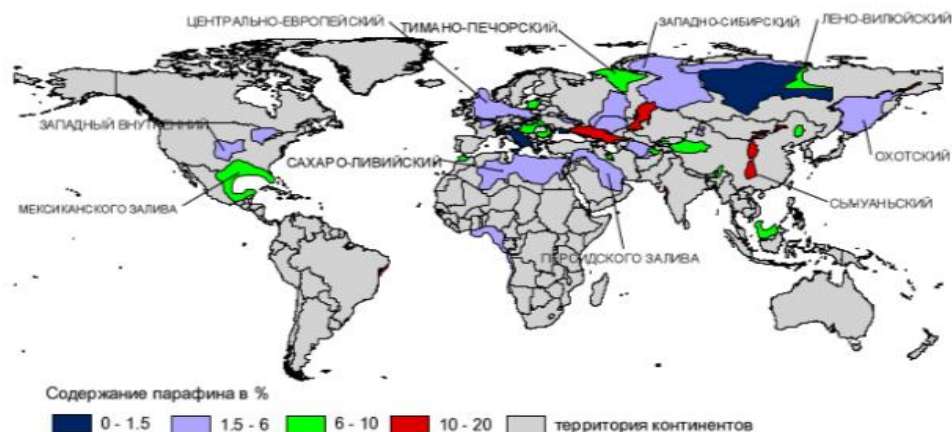 ЦЕНТРАЛЬНО-ЕВРОПЕЙСКИЙ
ТИМАНО-ПЕЧОРСКИЙ
ЗАПАДНО-СИБИРСКИЙ
ЛЕНО-ВИЛЮЙСКИЙ
ЗАПАДНЫЙ ВНУТРЕННИЙ
САХАРО-ЛИВИЙСКИЙ
ОХОТСКИЙ
МЕКСИКАНСКОГО ЗАЛИВА
СЫЧУАНЬСКИЙ
ПЕРСИДСКОГО ЗАЛИВА
Содержание парафина в %
0 - 1.5 1.5 - 6 6 - 10 10 - 20 территория континентов